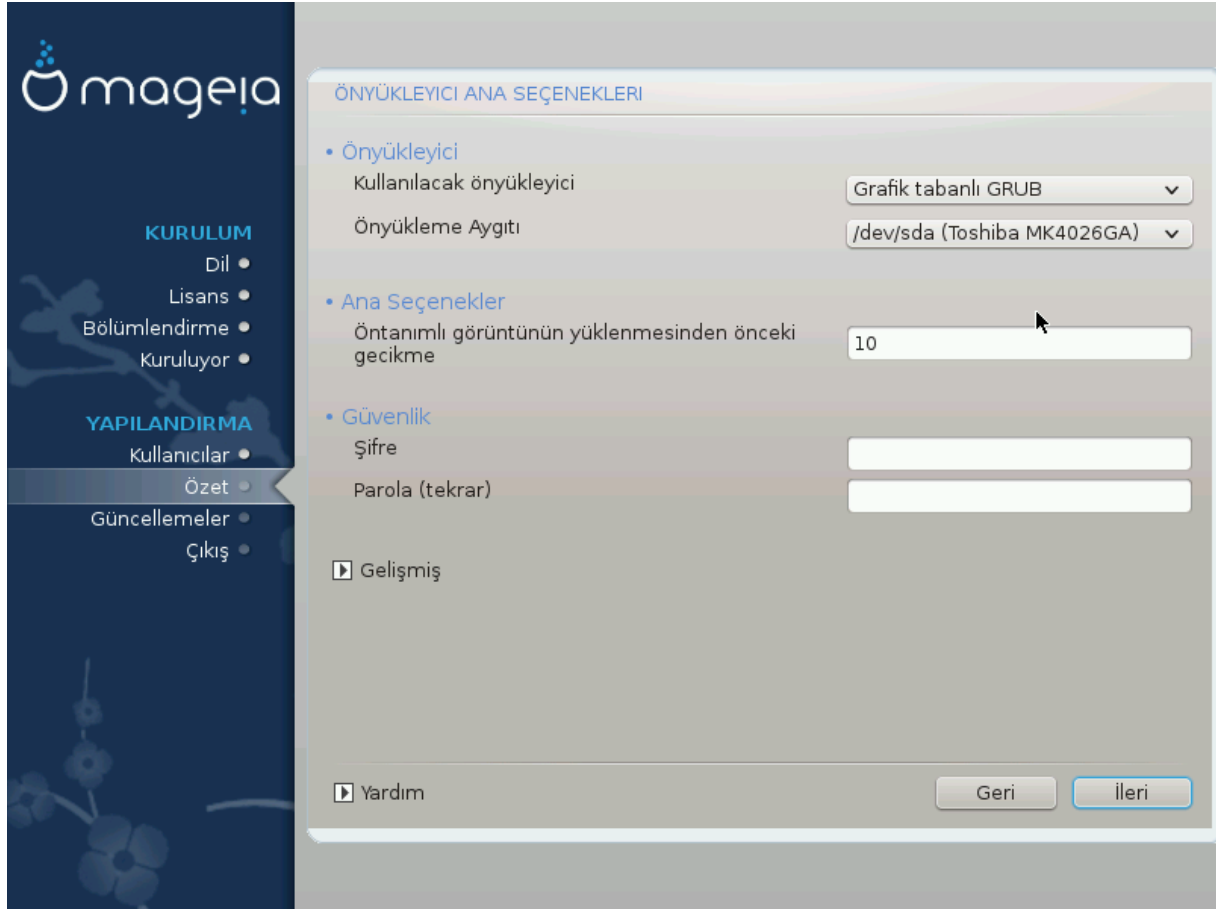 mageia
KURULUM
Dil
Lisans
Bölümlendirme
Kuruluyor
YAPILANDIRMA
Kullanıcılar
Özet
Güncellemeler
Çıkış
ÖNYÜKLEYICI ANA SEÇENEKLERI
• Önyükleyici
Kullanılacak önyükleyici
Grafik tabanlı GRUB
Önyükleme Aygıtı
/dev/sda (Toshiba MK4026GA)
• Ana Seçenekler
Öntanımlı görüntünün yüklenmesinden önceki
gecikme
10
• Güvenlik
Şifre
Parola (tekrar)
Gelişmiş
Yardım
Geri
İleri